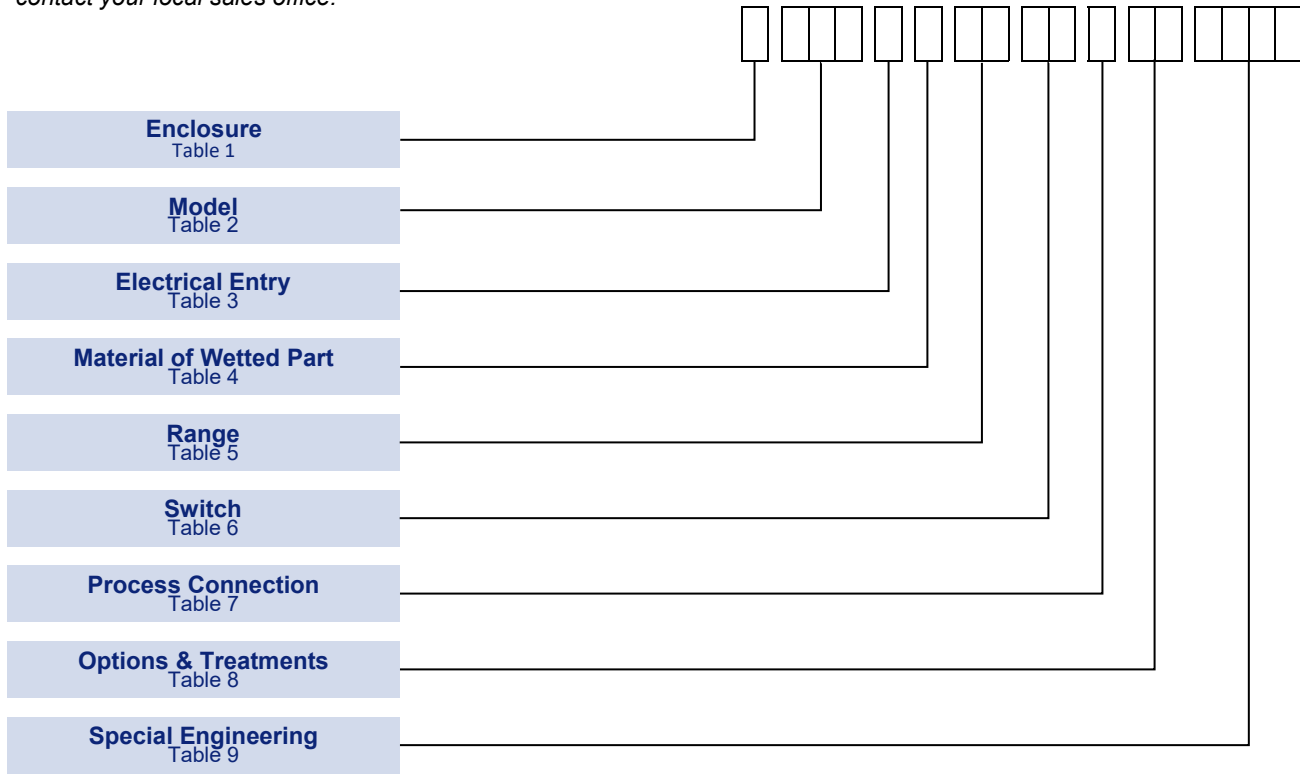 contact your local sales office.
Enclosure
Table 1
Model
Table 2
Electrical Entry
Table 3
Material of Wetted Part
Table 4
Range
Table 5
Switch
Table 6
Process Connection
Table 7
Options & Treatments
Table 8
Special Engineering
Table 9